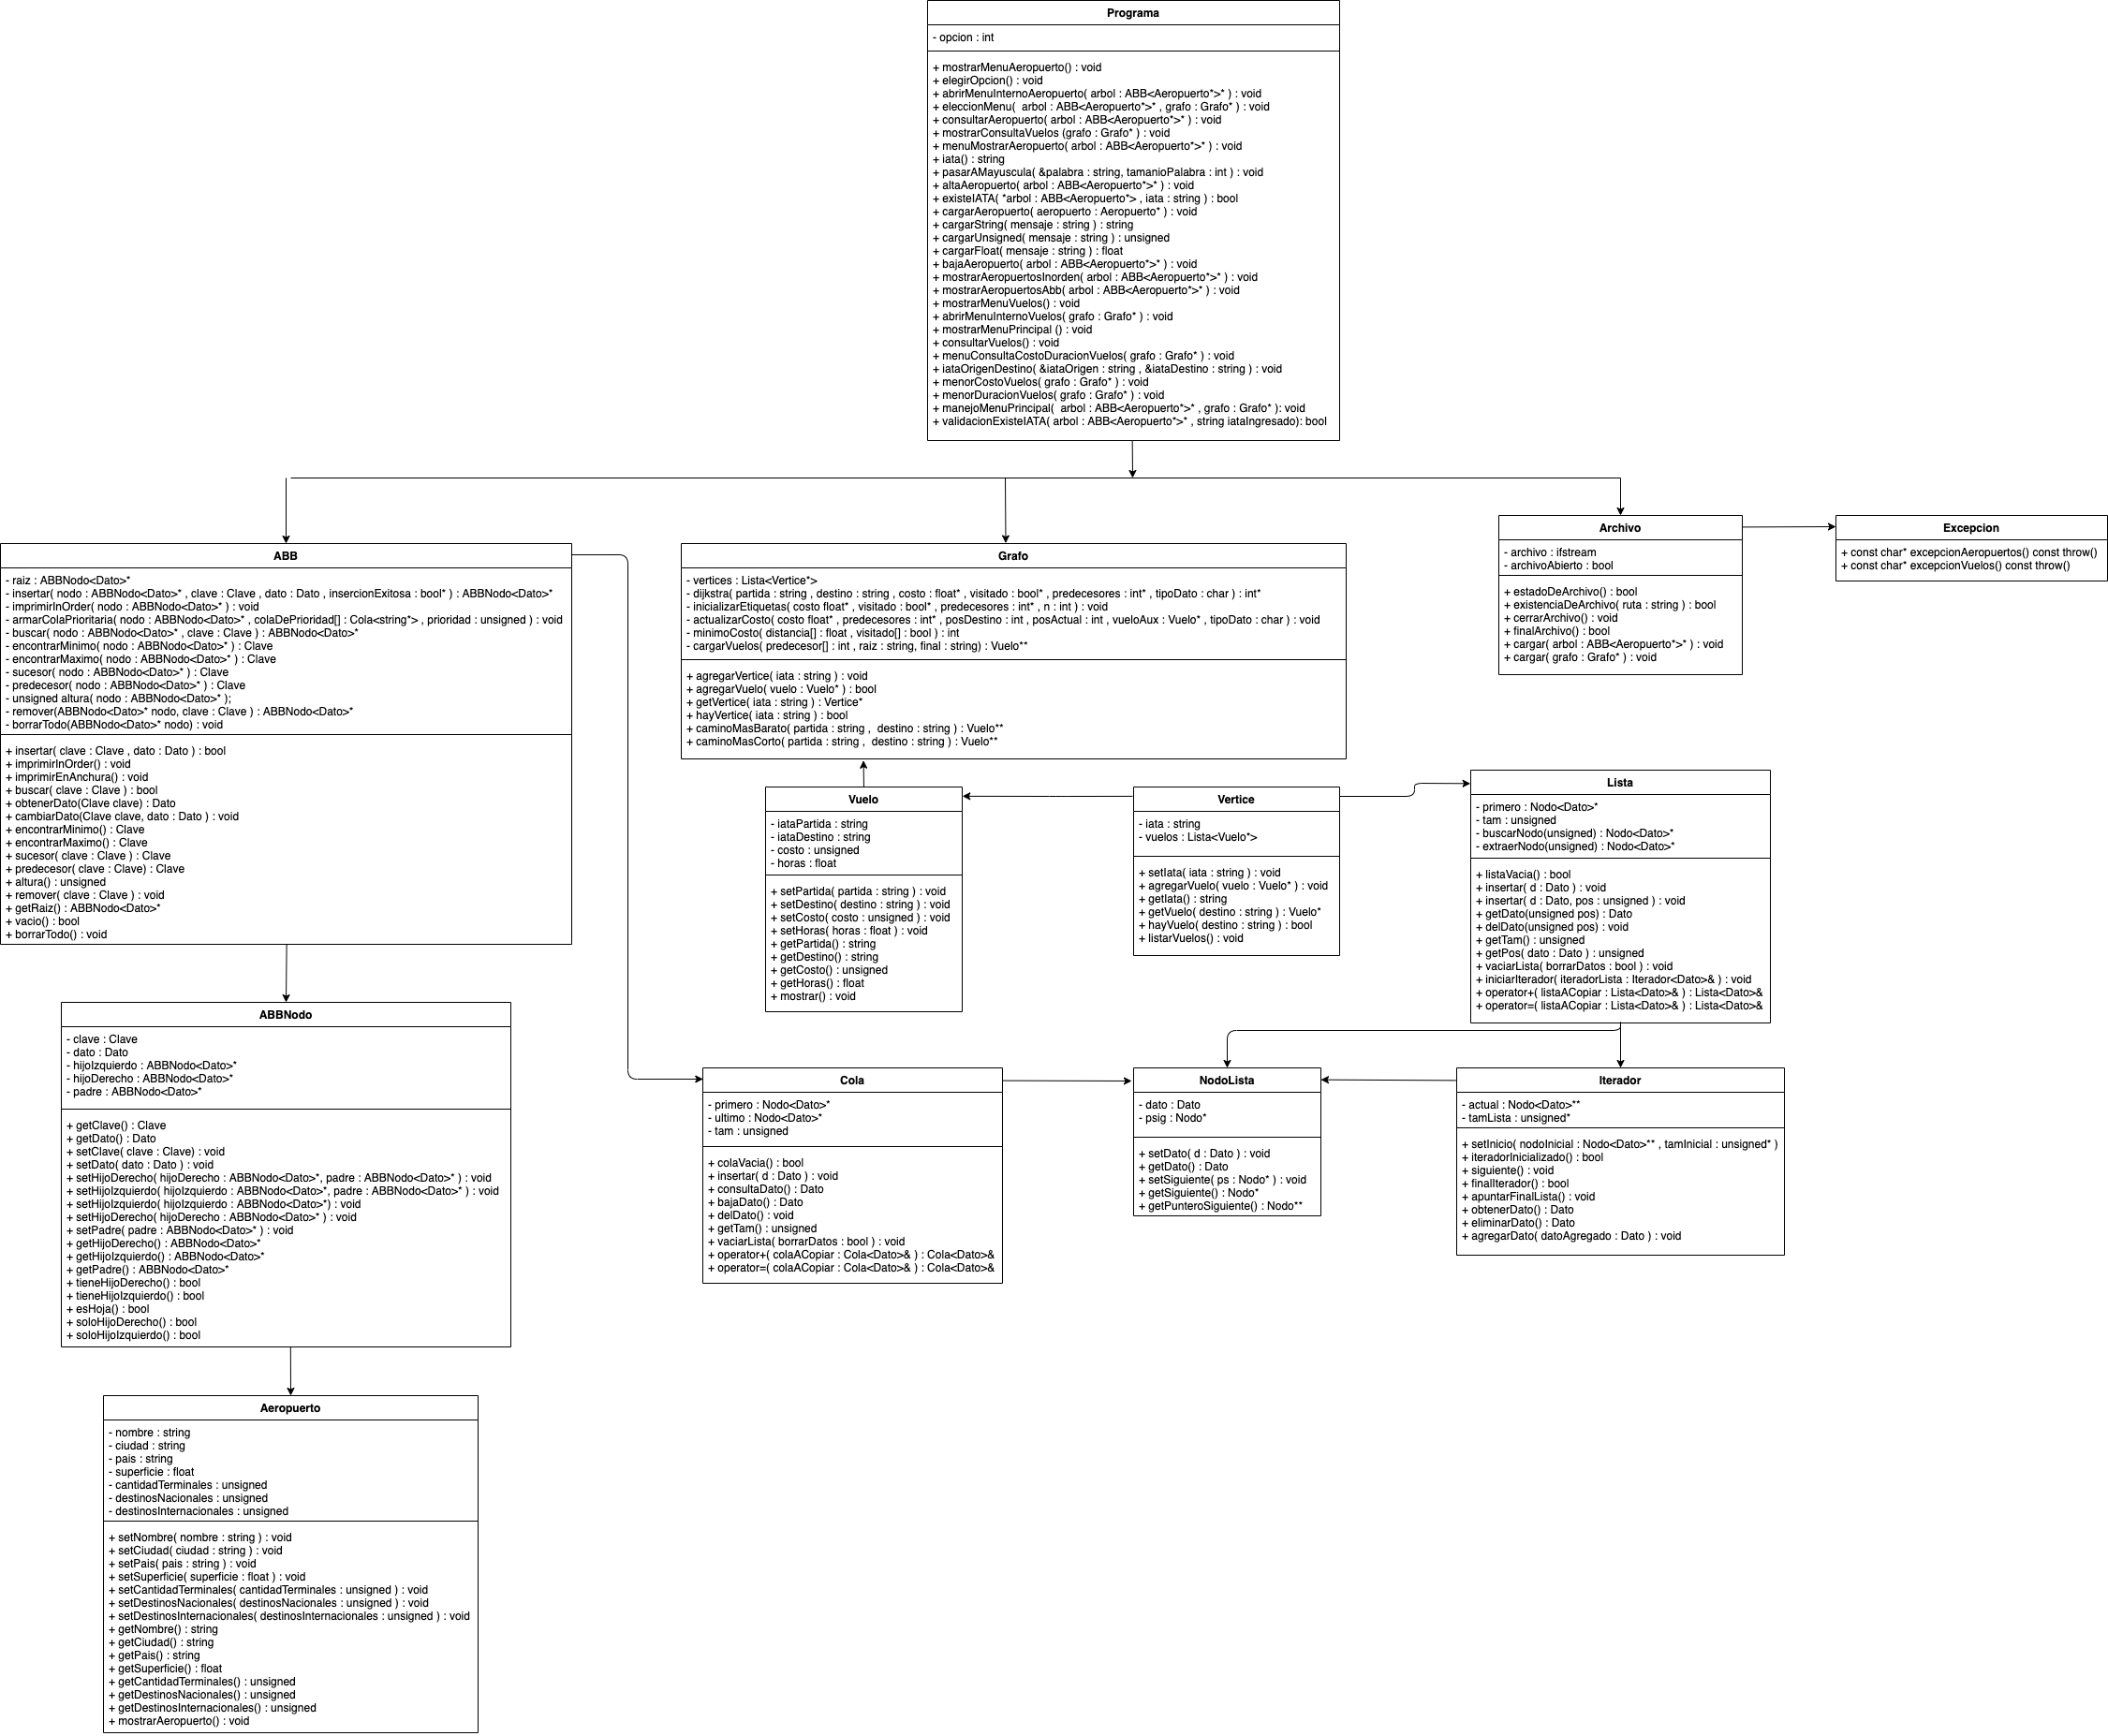 Programa
- opcion : int
+ mostrarMenuAeropuerto() : void
+ elegirOpcion() : void
+ abrirMenuInternoAeropuerto( arbol : ABB<Aeropuerto*>* ) : void
+ eleccionMenu(  arbol : ABB<Aeropuerto*>* , grafo : Grafo* ) : void
+ consultarAeropuerto( arbol : ABB<Aeropuerto*>* ) : void
+ mostrarConsultaVuelos (grafo : Grafo* ) : void
+ menuMostrarAeropuerto( arbol : ABB<Aeropuerto*>* ) : void
+ iata() : string
+ pasarAMayuscula( &palabra : string, tamanioPalabra : int ) : void
+ altaAeropuerto( arbol : ABB<Aeropuerto*>* ) : void
+ existeIATA( *arbol : ABB<Aeropuerto*> , iata : string ) : bool
+ cargarAeropuerto( aeropuerto : Aeropuerto* ) : void
+ cargarString( mensaje : string ) : string
+ cargarUnsigned( mensaje : string ) : unsigned
+ cargarFloat( mensaje : string ) : float
+ bajaAeropuerto( arbol : ABB<Aeropuerto*>* ) : void
+ mostrarAeropuertosInorden( arbol : ABB<Aeropuerto*>* ) : void
+ mostrarAeropuertosAbb( arbol : ABB<Aeropuerto*>* ) : void
+ mostrarMenuVuelos() : void
+ abrirMenuInternoVuelos( grafo : Grafo* ) : void
+ mostrarMenuPrincipal () : void
+ consultarVuelos() : void
+ menuConsultaCostoDuracionVuelos( grafo : Grafo* ) : void
+ iataOrigenDestino( &iataOrigen : string , &iataDestino : string ) : void
+ menorCostoVuelos( grafo : Grafo* ) : void
+ menorDuracionVuelos( grafo : Grafo* ) : void
+ manejoMenuPrincipal(  arbol : ABB<Aeropuerto*>* , grafo : Grafo* ): void
+ validacionExisteIATA( arbol : ABB<Aeropuerto*>* , string iataIngresado): bool
ABB
- raiz : ABBNodo<Dato>*
- insertar( nodo : ABBNodo<Dato>* , clave : Clave , dato : Dato , insercionExitosa : bool* ) : ABBNodo<Dato>*
- imprimirInOrder( nodo : ABBNodo<Dato>* ) : void
- armarColaPrioritaria( nodo : ABBNodo<Dato>* , colaDePrioridad[] : Cola<string*> , prioridad : unsigned ) : void
- buscar( nodo : ABBNodo<Dato>* , clave : Clave ) : ABBNodo<Dato>*
- encontrarMinimo( nodo : ABBNodo<Dato>* ) : Clave
- encontrarMaximo( nodo : ABBNodo<Dato>* ) : Clave
- sucesor( nodo : ABBNodo<Dato>* ) : Clave
- predecesor( nodo : ABBNodo<Dato>* ) : Clave
- unsigned altura( nodo : ABBNodo<Dato>* );
- remover(ABBNodo<Dato>* nodo, clave : Clave ) : ABBNodo<Dato>*
- borrarTodo(ABBNodo<Dato>* nodo) : void
+ insertar( clave : Clave , dato : Dato ) : bool
+ imprimirInOrder() : void
+ imprimirEnAnchura() : void
+ buscar( clave : Clave ) : bool
+ obtenerDato(Clave clave) : Dato
+ cambiarDato(Clave clave, dato : Dato ) : void
+ encontrarMinimo() : Clave
+ encontrarMaximo() : Clave
+ sucesor( clave : Clave ) : Clave
+ predecesor( clave : Clave) : Clave
+ altura() : unsigned
+ remover( clave : Clave ) : void
+ getRaiz() : ABBNodo<Dato>*
+ vacio() : bool
+ borrarTodo() : void
Grafo
- vertices : Lista<Vertice*>
- dijkstra( partida : string , destino : string , costo : float* , visitado : bool* , predecesores : int* , tipoDato : char ) : int*
- inicializarEtiquetas( costo float* , visitado : bool* , predecesores : int* , n : int ) : void
- actualizarCosto( costo float* , predecesores : int* , posDestino : int , posActual : int , vueloAux : Vuelo* , tipoDato : char ) : void
- minimoCosto( distancia[] : float , visitado[] : bool ) : int
- cargarVuelos( predecesor[] : int , raiz : string, final : string) : Vuelo**
+ agregarVertice( iata : string ) : void
+ agregarVuelo( vuelo : Vuelo* ) : bool
+ getVertice( iata : string ) : Vertice*
+ hayVertice( iata : string ) : bool
+ caminoMasBarato( partida : string ,  destino : string ) : Vuelo**
+ caminoMasCorto( partida : string ,  destino : string ) : Vuelo**
Archivo
- archivo : ifstream
- archivoAbierto : bool
+ estadoDeArchivo() : bool
+ existenciaDeArchivo( ruta : string ) : bool
+ cerrarArchivo() : void
+ finalArchivo() : bool
+ cargar( arbol : ABB<Aeropuerto*>* ) : void
+ cargar( grafo : Grafo* ) : void
Excepcion
+ const char* excepcionAeropuertos() const throw()
+ const char* excepcionVuelos() const throw()
Vuelo
- iataPartida : string
- iataDestino : string
- costo : unsigned
- horas : float
+ setPartida( partida : string ) : void
+ setDestino( destino : string ) : void
+ setCosto( costo : unsigned ) : void
+ setHoras( horas : float ) : void
+ getPartida() : string
+ getDestino() : string
+ getCosto() : unsigned
+ getHoras() : float
+ mostrar() : void
Vertice
- iata : string
- vuelos : Lista<Vuelo*>
+ setIata( iata : string ) : void
+ agregarVuelo( vuelo : Vuelo* ) : void
+ getIata() : string
+ getVuelo( destino : string ) : Vuelo*
+ hayVuelo( destino : string ) : bool
+ listarVuelos() : void
Lista
- primero : Nodo<Dato>*
- tam : unsigned
- buscarNodo(unsigned) : Nodo<Dato>*
- extraerNodo(unsigned) : Nodo<Dato>*
+ listaVacia() : bool
+ insertar( d : Dato ) : void
+ insertar( d : Dato, pos : unsigned ) : void
+ getDato(unsigned pos) : Dato
+ delDato(unsigned pos) : void
+ getTam() : unsigned
+ getPos( dato : Dato ) : unsigned
+ vaciarLista( borrarDatos : bool ) : void
+ iniciarIterador( iteradorLista : Iterador<Dato>& ) : void
+ operator+( listaACopiar : Lista<Dato>& ) : Lista<Dato>&
+ operator=( listaACopiar : Lista<Dato>& ) : Lista<Dato>&
ABBNodo
- clave : Clave
- dato : Dato
- hijoIzquierdo : ABBNodo<Dato>*
- hijoDerecho : ABBNodo<Dato>*
- padre : ABBNodo<Dato>*
+ getClave() : Clave
+ getDato() : Dato
+ setClave( clave : Clave) : void
+ setDato( dato : Dato ) : void
+ setHijoDerecho( hijoDerecho : ABBNodo<Dato>*, padre : ABBNodo<Dato>* ) : void
+ setHijoIzquierdo( hijoIzquierdo : ABBNodo<Dato>*, padre : ABBNodo<Dato>* ) : void
+ setHijoIzquierdo( hijoIzquierdo : ABBNodo<Dato>*) : void
+ setHijoDerecho( hijoDerecho : ABBNodo<Dato>* ) : void
+ setPadre( padre : ABBNodo<Dato>* ) : void
+ getHijoDerecho() : ABBNodo<Dato>*
+ getHijoIzquierdo() : ABBNodo<Dato>*
+ getPadre() : ABBNodo<Dato>*
+ tieneHijoDerecho() : bool
+ tieneHijoIzquierdo() : bool
+ esHoja() : bool
+ soloHijoDerecho() : bool
+ soloHijoIzquierdo() : bool
Cola
- primero : Nodo<Dato>*
- ultimo : Nodo<Dato>*
- tam : unsigned
+ colaVacia() : bool
+ insertar( d : Dato ) : void
+ consultaDato() : Dato
+ bajaDato() : Dato
+ delDato() : void
+ getTam() : unsigned
+ vaciarLista( borrarDatos : bool ) : void
+ operator+( colaACopiar : Cola<Dato>& ) : Cola<Dato>&
+ operator=( colaACopiar : Cola<Dato>& ) : Cola<Dato>&
NodoLista
- dato : Dato
- psig : Nodo*
+ setDato( d : Dato ) : void
+ getDato() : Dato
+ setSiguiente( ps : Nodo* ) : void
+ getSiguiente() : Nodo*
+ getPunteroSiguiente() : Nodo**
Iterador
- actual : Nodo<Dato>**
- tamLista : unsigned*
+ setInicio( nodoInicial : Nodo<Dato>** , tamInicial : unsigned* )
+ iteradorInicializado() : bool
+ siguiente() : void
+ finalIterador() : bool
+ apuntarFinalLista() : void
+ obtenerDato() : Dato
+ eliminarDato() : Dato
+ agregarDato( datoAgregado : Dato ) : void
Aeropuerto
- nombre : string
- ciudad : string
- pais : string
- superficie : float
- cantidadTerminales : unsigned
- destinosNacionales : unsigned
- destinosInternacionales : unsigned
+ setNombre( nombre : string ) : void
+ setCiudad( ciudad : string ) : void
+ setPais( pais : string ) : void
+ setSuperficie( superficie : float ) : void
+ setCantidadTerminales( cantidadTerminales : unsigned ) : void
+ setDestinosNacionales( destinosNacionales : unsigned ) : void
+ setDestinosInternacionales( destinosInternacionales : unsigned ) : void
+ getNombre() : string
+ getCiudad() : string
+ getPais() : string
+ getSuperficie() : float
+ getCantidadTerminales() : unsigned
+ getDestinosNacionales() : unsigned
+ getDestinosInternacionales() : unsigned
+ mostrarAeropuerto() : void